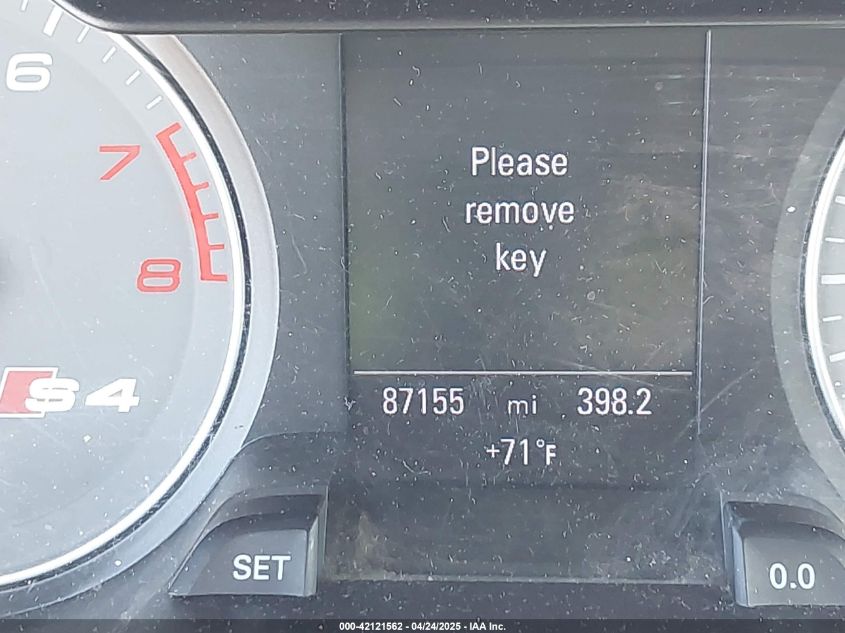 6
7
8
S4
Please
remove
key
87155 mi 398.2
+71°F
SET
0.0
000-42121562 - 04/24/2025 - IAA Inc.